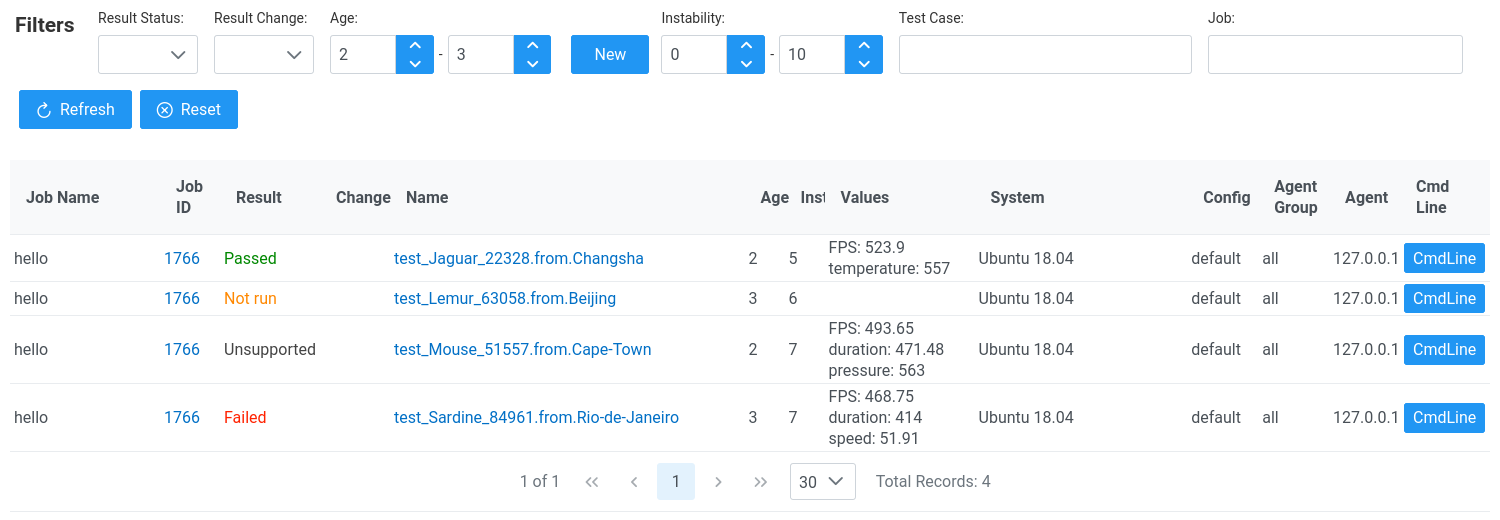 Filters
Result Status: Result Change: Age: Instability: Test Case: Job:
2 - 3 New 0 - 10
Refresh Reset
Job Name Job ID Result Change Name Age Inst Values System Config Agent Group Agent Cmd Line
hello 1766 Passed test_Jaguar_22328.from.Changsha 2 5 FPS: 523.9 Ubuntu 18.04 default all 127.0.0.1 CmdLine
temperature: 557
hello 1766 Not run test_Lemur_63058.from.Beijing 3 6 Ubuntu 18.04 default all 127.0.0.1 CmdLine
FPS: 493.65
hello 1766 Unsupported test_Mouse_51557.from.Cape-Town 2 7 duration: 471.48 Ubuntu 18.04 default all 127.0.0.1 CmdLine
pressure: 563
FPS: 468.75
hello 1766 Failed test_Sardine_84961.from.Rio-de-Janeiro 3 7 duration: 414 Ubuntu 18.04 default all 127.0.0.1 CmdLine
speed: 51.91
1 of 1 1 30 Total Records: 4